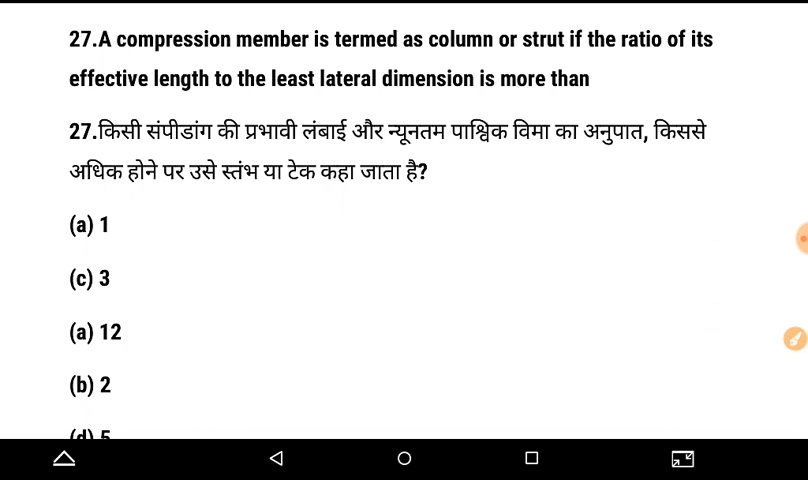 27.A compression member is termed as column or strut if the ratio of its
effective length to the least lateral dimension is more than
27.किसी संपीडांग की प्रभावी लंबाई और न्यूनतम पाश्विक विमा का अनुपात, किससे
अधिक होने पर उसे स्तंभ या टेक कहा जाता है?
(a) 1
(c) 3
(a) 12
(b) 2
(d) 5